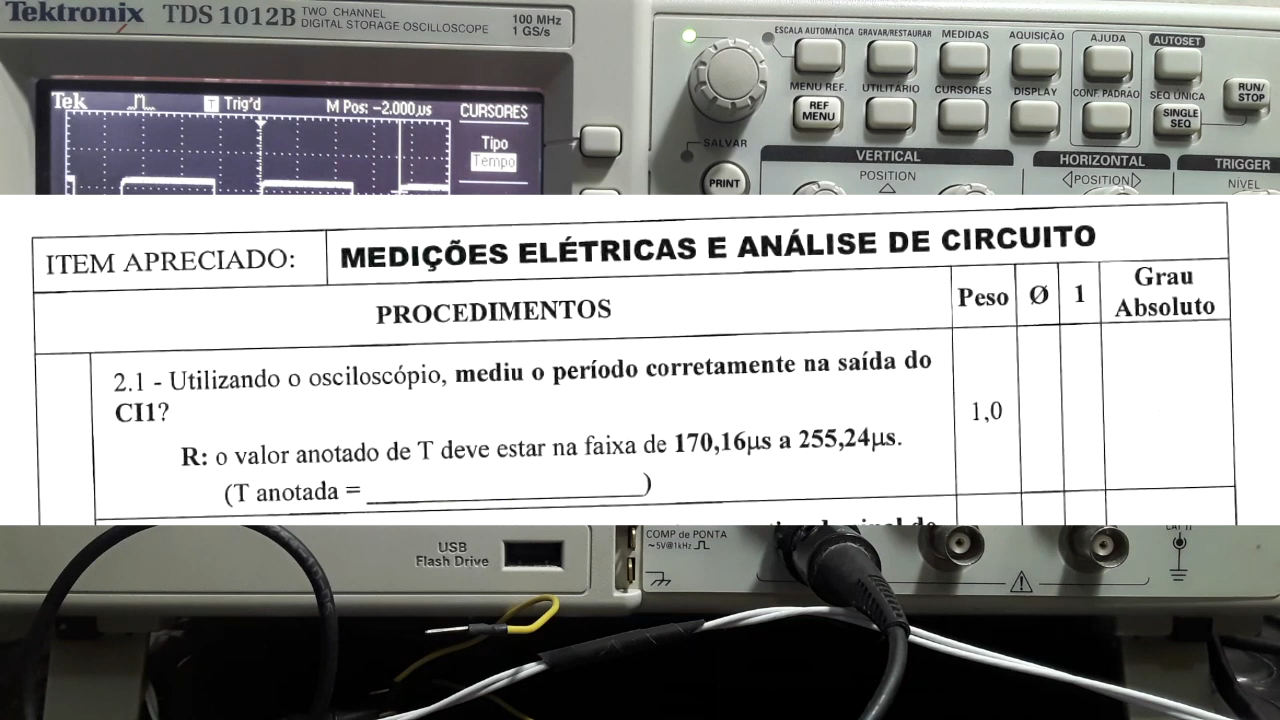 Tektronix TDS 1012B TWO CHANNEL
DIGITAL STORAGE OSCILLOSCOPE
100 MHz
1 GS/s
Tek
T Trig'd
M Pos: -2.000µs
CURSORES
Tipo
Tempo
ESCALA AUTOMÁTICA GRAVAR/RESTAURAR MEDIDAS AQUISIÇÃO AJUDA AUTOSET
MENU REF. UTILITÁRIO CURSORES DISPLAY CONF. PADRÃO SEQ ÚNICA
REF
MENU
SINGLE
SEQ
RUN/
STOP
SALVAR
PRINT
VERTICAL
POSITION
HORIZONTAL
POSITION
TRIGGER
NÍVEL
ITEM APRECIADO: MEDIÇÕES ELÉTRICAS E ANÁLISE DE CIRCUITO
PROCEDIMENTOS Peso Ø 1 Grau
Absoluto
2.1 - Utilizando o osciloscópio, mediu o período corretamente na saída do
CI1?
1,0
R: o valor anotado de T deve estar na faixa de 170,16µs a 255,24µs.
(T anotada = ____________________)
USB
Flash Drive
COMP de PONTA
~5V@1kHz